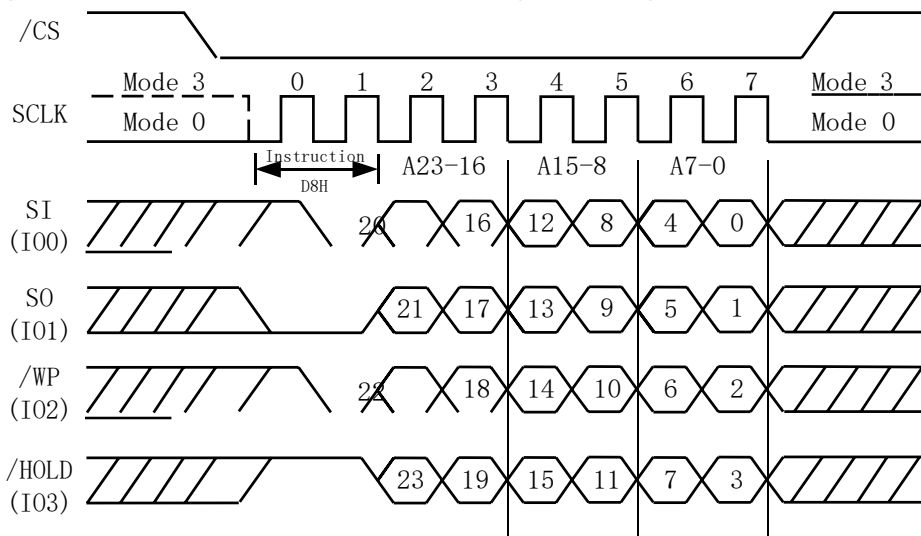 /CS
Mode 3 0 1 2 3 4 5 6 7 Mode 3
SCLK
Mode 0 Mode 0
Instruction A23-16 A15-8 A7-0
D8H
SI
(IO0)
20 16 12 8 4 0
SO
(IO1)
21 17 13 9 5 1
/WP
(IO2)
22 18 14 10 6 2
/HOLD
(IO3)
23 19 15 11 7 3